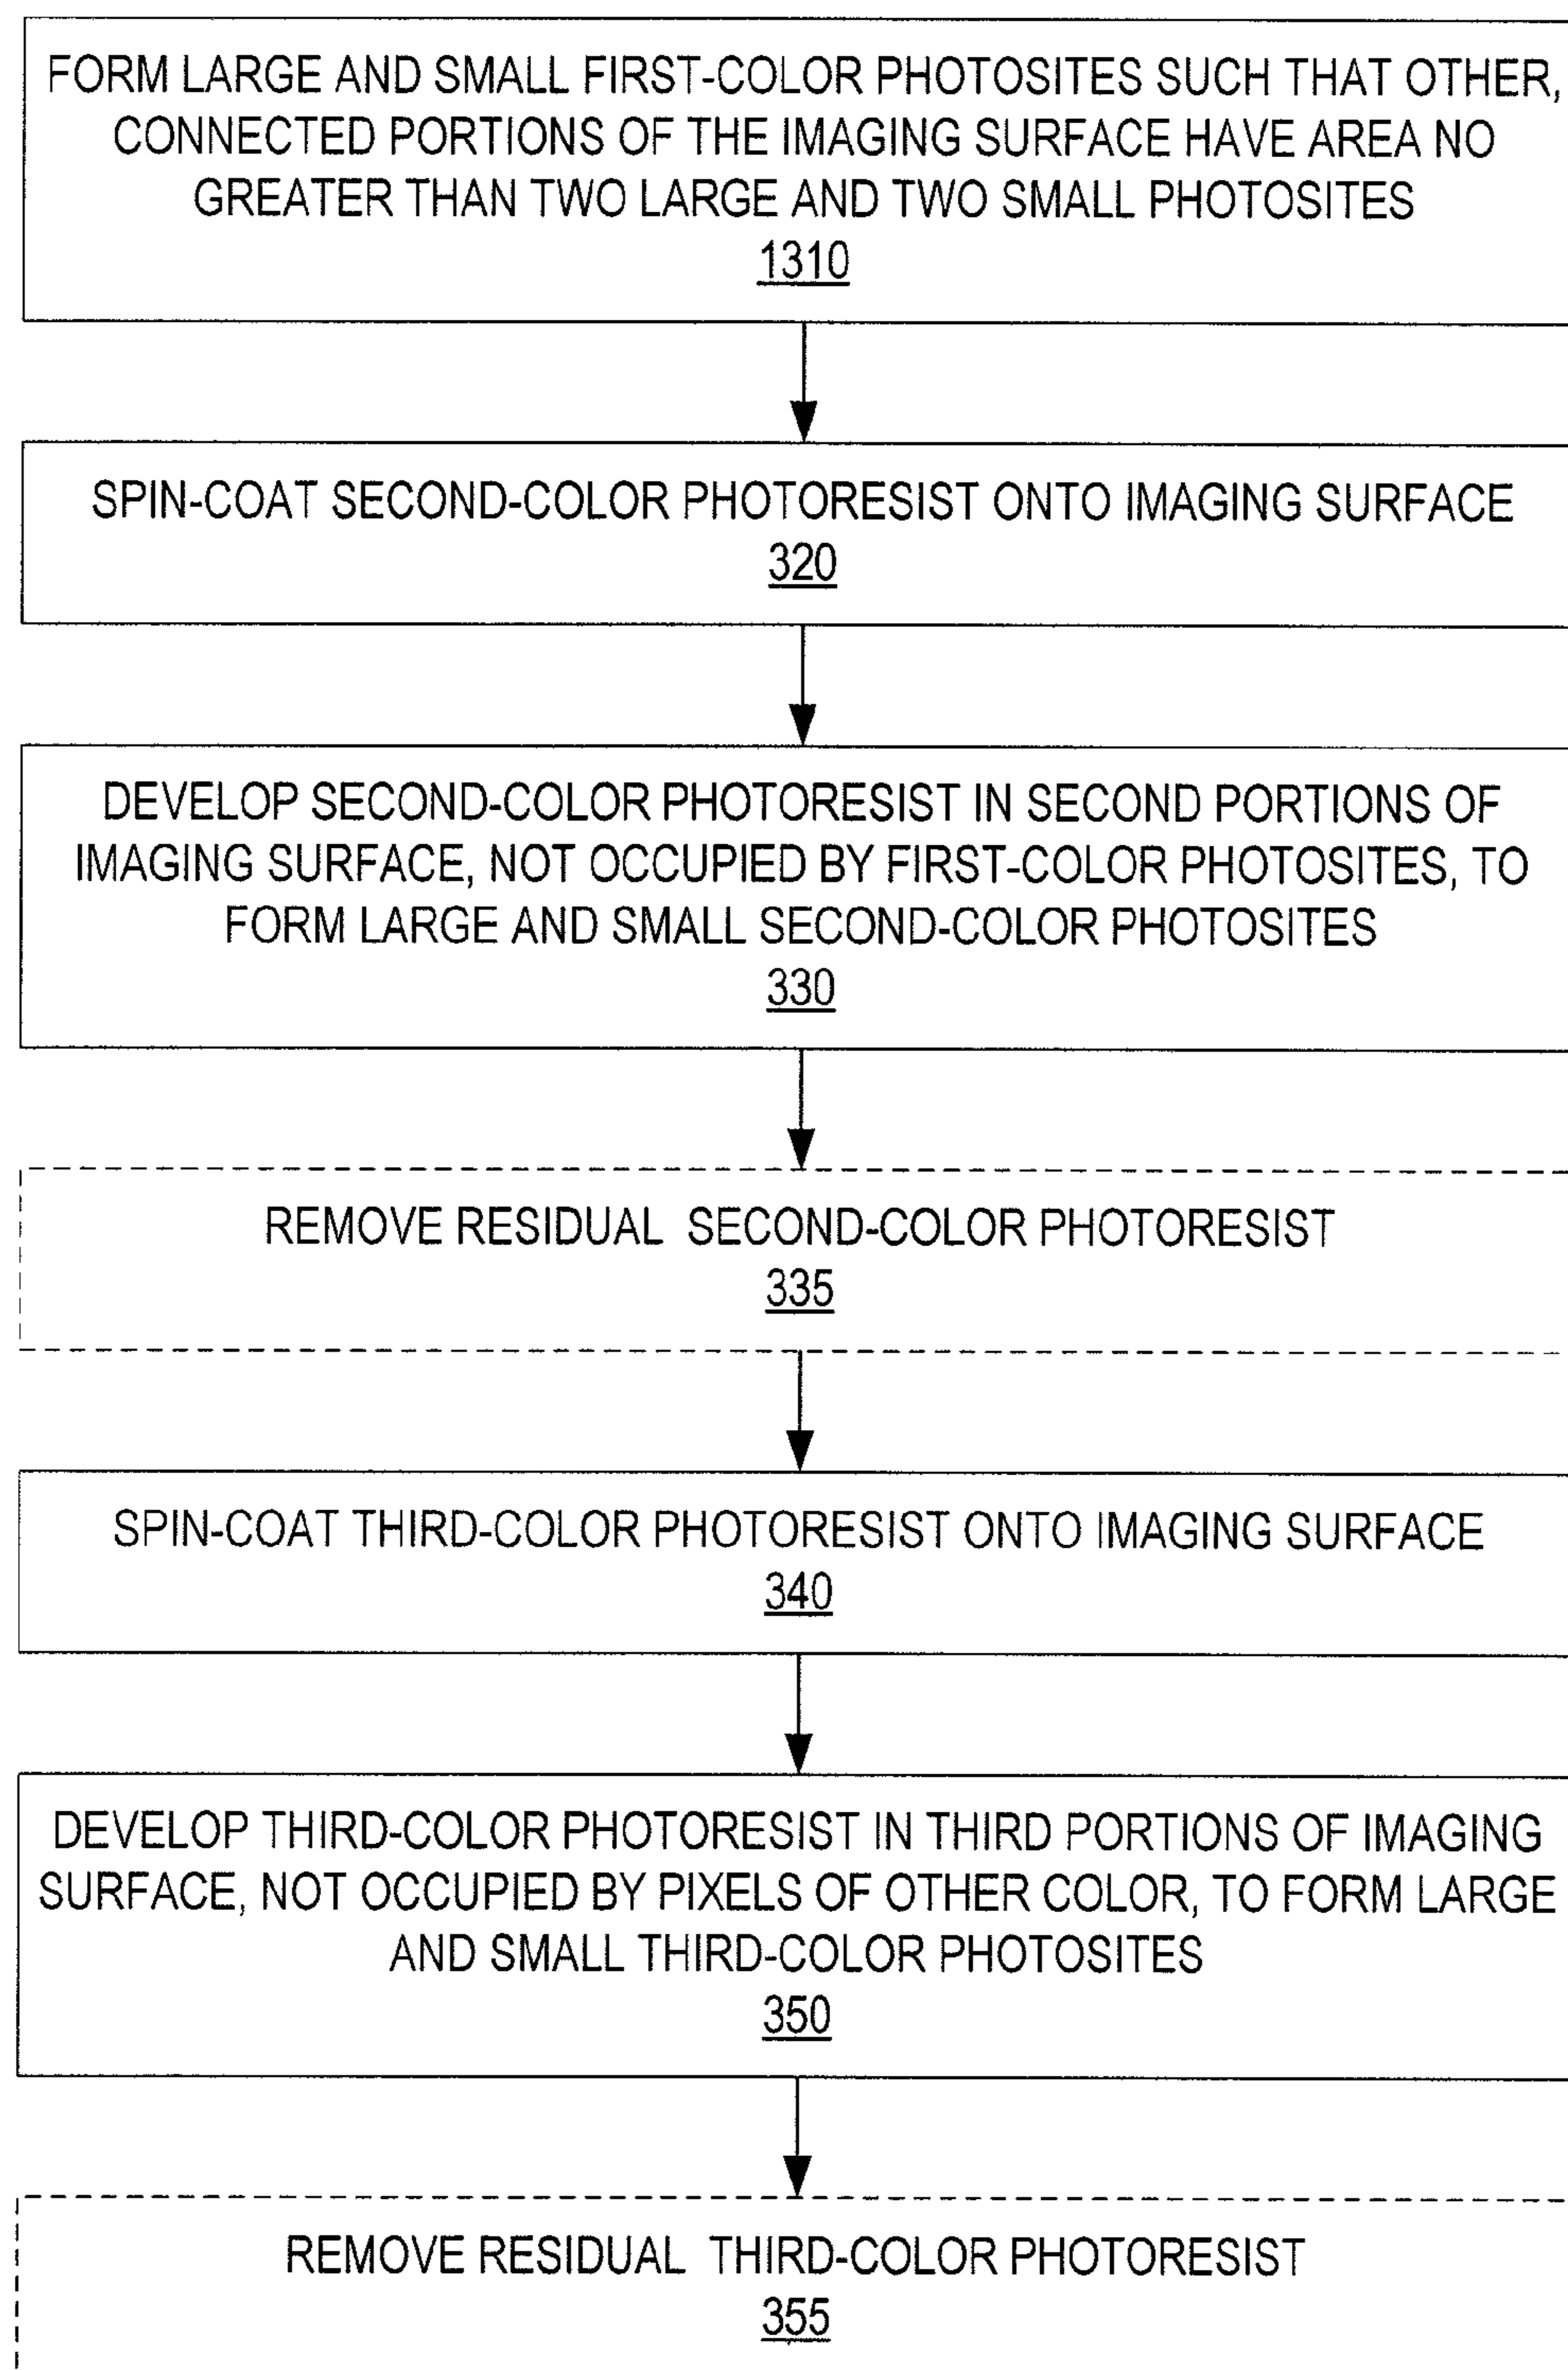 FORM LARGE AND SMALL FIRST-COLOR PHOTOSITES SUCH THAT OTHER,
CONNECTED PORTIONS OF THE IMAGING SURFACE HAVE AREA NO
GREATER THAN TWO LARGE AND TWO SMALL PHOTOSITES
1310
SPIN-COAT SECOND-COLOR PHOTORESIST ONTO IMAGING SURFACE
320
DEVELOP SECOND-COLOR PHOTORESIST IN SECOND PORTIONS OF
IMAGING SURFACE, NOT OCCUPIED BY FIRST-COLOR PHOTOSITES, TO
FORM LARGE AND SMALL SECOND-COLOR PHOTOSITES
330
REMOVE RESIDUAL SECOND-COLOR PHOTORESIST
335
SPIN-COAT THIRD-COLOR PHOTORESIST ONTO IMAGING SURFACE
340
DEVELOP THIRD-COLOR PHOTORESIST IN THIRD PORTIONS OF IMAGING
SURFACE, NOT OCCUPIED BY PIXELS OF OTHER COLOR, TO FORM LARGE
AND SMALL THIRD-COLOR PHOTOSITES
350
REMOVE RESIDUAL THIRD-COLOR PHOTORESIST
355